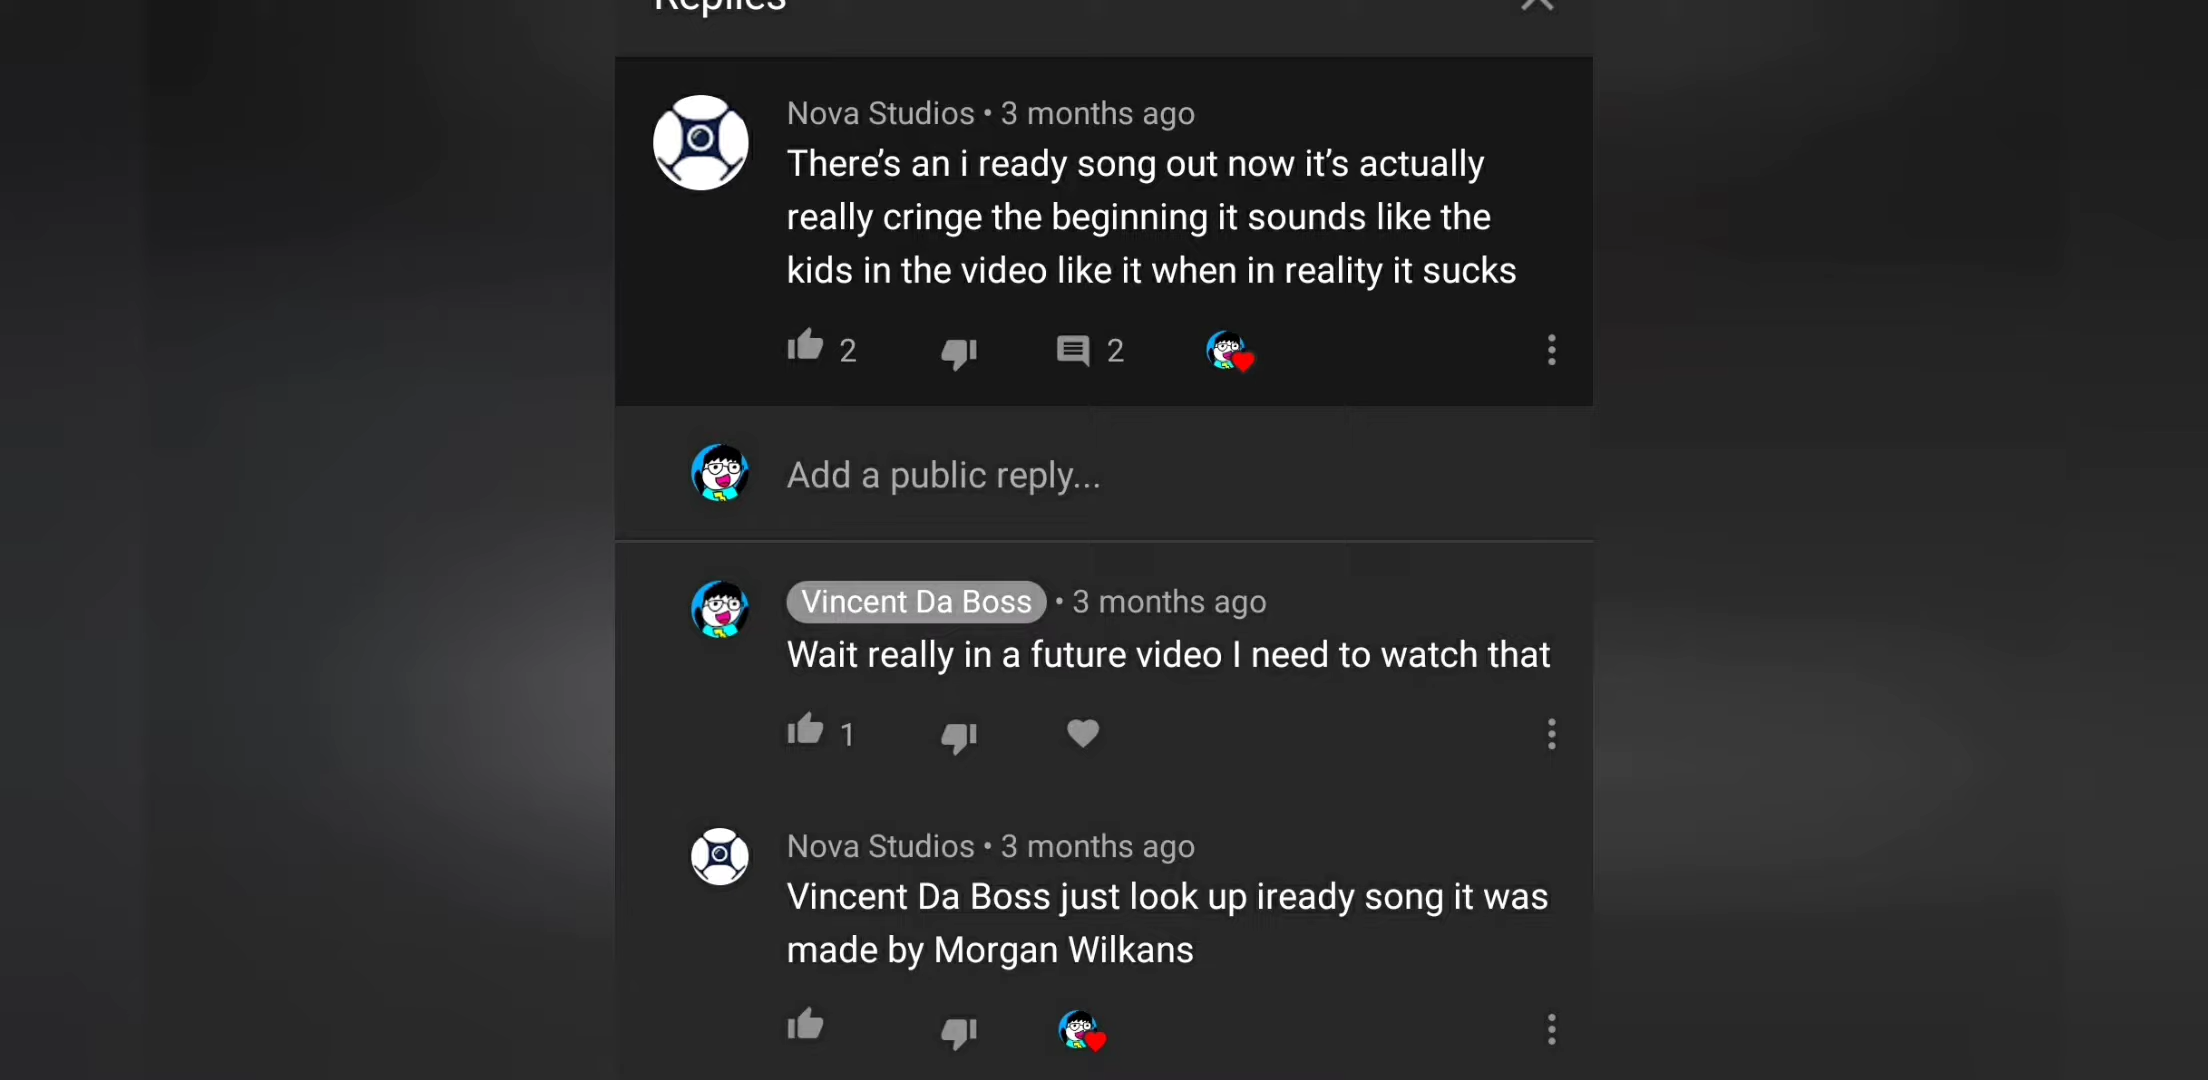 Replies
Nova Studios • 3 months ago
There’s an i ready song out now it’s actually
really cringe the beginning it sounds like the
kids in the video like it when in reality it sucks
2
2
Add a public reply...
Vincent Da Boss • 3 months ago
Wait really in a future video I need to watch that
1
Nova Studios • 3 months ago
Vincent Da Boss just look up iready song it was
made by Morgan Wilkans